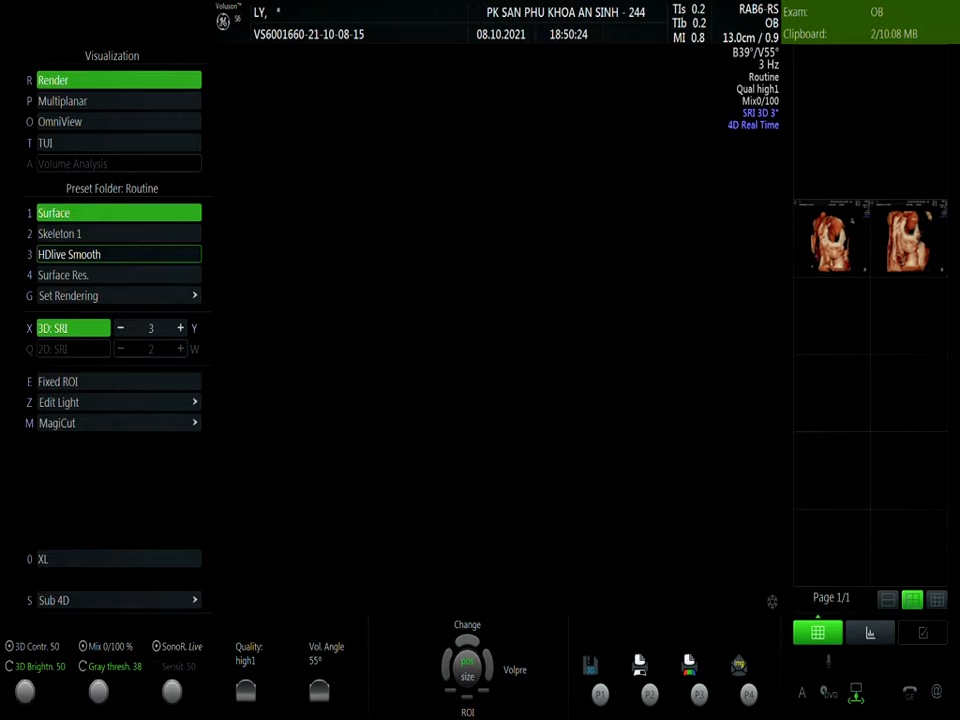 Voluson™
S6
LY, *
PK SAN PHU KHOA AN SINH - 244
VS6001660-21-10-08-15
08.10.2021
18:50:24
TIs 0.2
TIb 0.2
MI 0.8
RAB6-RS
OB
13.0cm / 0.9
B39°/V55°
3 Hz
Routine
Qual high1
Mix0/100
SRI 3D 3*
4D Real Time
Exam: OB
Clipboard: 2/10.08 MB
Visualization
R Render
P Multiplanar
O OmniView
T TUI
A Volume Analysis
Preset Folder: Routine
1 Surface
2 Skeleton 1
3 HDlive Smooth
4 Surface Res.
G Set Rendering >
X 3D: SRI − 3 + Y
Q 2D: SRI − 2 + W
E Fixed ROI
Z Edit Light >
M MagiCut >
0 XL
S Sub 4D >
Page 1/1
3D Contr. 50
3D Brightn. 50
Mix 0/100 %
Gray thresh. 38
SonoR. Live
Sensit. 50
Quality:
high1
Vol. Angle
55°
Change
pos
size
Volpre
ROI
3D
img
P1
P2
P3
P4
A
DVD
GE
@